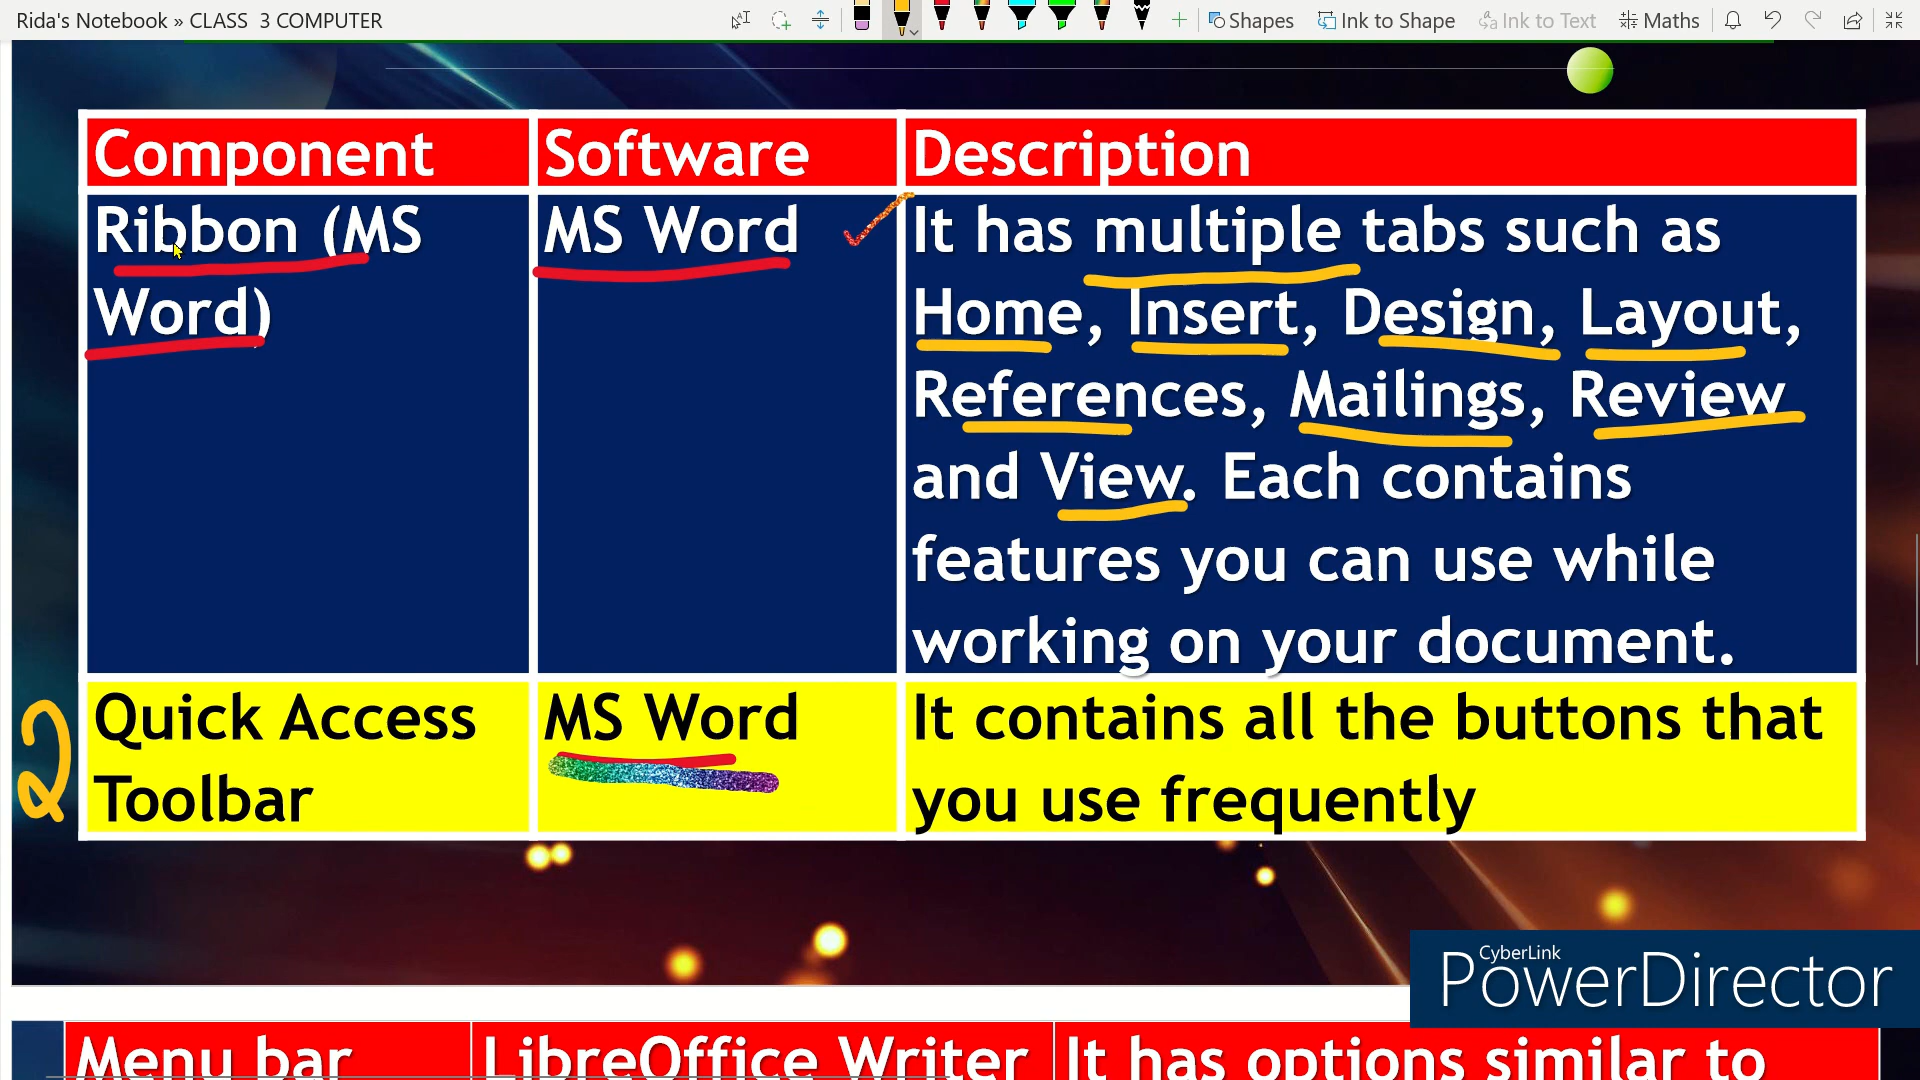 Rida's Notebook » CLASS 3 COMPUTER
Shapes
Ink to Shape
Ink to Text
Maths
Component
Software
Description
Ribbon (MS
Word)
MS Word
It has multiple tabs such as
Home, Insert, Design, Layout,
References, Mailings, Review
and View. Each contains
features you can use while
working on your document.
2
Quick Access
Toolbar
MS Word
It contains all the buttons that
you use frequently
CyberLink
PowerDirector
Menu bar
LibreOffice Writer
It has options similar to